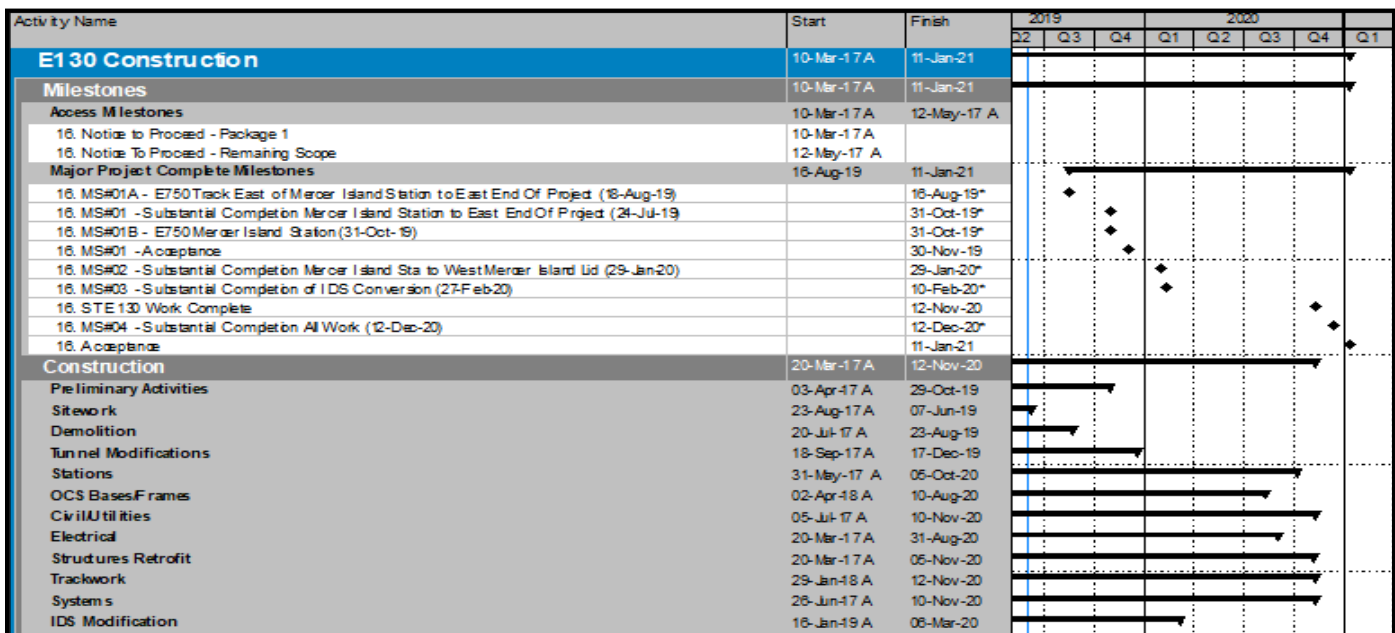 Activity Name Start Finish 2019 2020
Q2 Q3 Q4 Q1 Q2 Q3 Q4 Q1
E130 Construction 10-Mar-17 A 11-Jan-21
Milestones 10-Mar-17 A 11-Jan-21
Access Milestones 10-Mar-17 A 12-May-17 A
16. Notice to Proceed - Package 1 10-Mar-17 A
16. Notice To Proceed - Remaining Scope 12-May-17 A
Major Project Complete Milestones 16-Aug-19 11-Jan-21
16. MS#01A - E750 Track East of Mercer Island Station to East End Of Project (18-Aug-19) 16-Aug-19*
16. MS#01 - Substantial Completion Mercer Island Station to East End Of Project (24-Jul-19) 31-Oct-19*
16. MS#01B - E750 Mercer Island Station (31-Oct-19) 31-Oct-19*
16. MS#01 - Acceptance 30-Nov-19
16. MS#02 - Substantial Completion Mercer Island Sta to West Mercer Island Lid (29-Jan-20) 29-Jan-20*
16. MS#03 - Substantial Completion of IDS Conversion (27-Feb-20) 10-Feb-20*
16. STE 130 Work Complete 12-Nov-20
16. MS#04 - Substantial Completion All Work (12-Dec-20) 12-Dec-20*
16. Acceptance 11-Jan-21
Construction 20-Mar-17 A 12-Nov-20
Preliminary Activities 03-Apr-17 A 29-Oct-19
Sitework 23-Aug-17 A 07-Jun-19
Demolition 20-Jul-17 A 23-Aug-19
Tunnel Modifications 18-Sep-17 A 17-Dec-19
Stations 31-May-17 A 05-Oct-20
OCS Bases/Frames 02-Apr-18 A 10-Aug-20
Civil/Utilities 05-Jul-17 A 10-Nov-20
Electrical 20-Mar-17 A 31-Aug-20
Structures Retrofit 20-Mar-17 A 05-Nov-20
Trackwork 29-Jan-18 A 12-Nov-20
Systems 26-Jun-17 A 10-Nov-20
IDS Modification 16-Jan-19 A 06-Mar-20